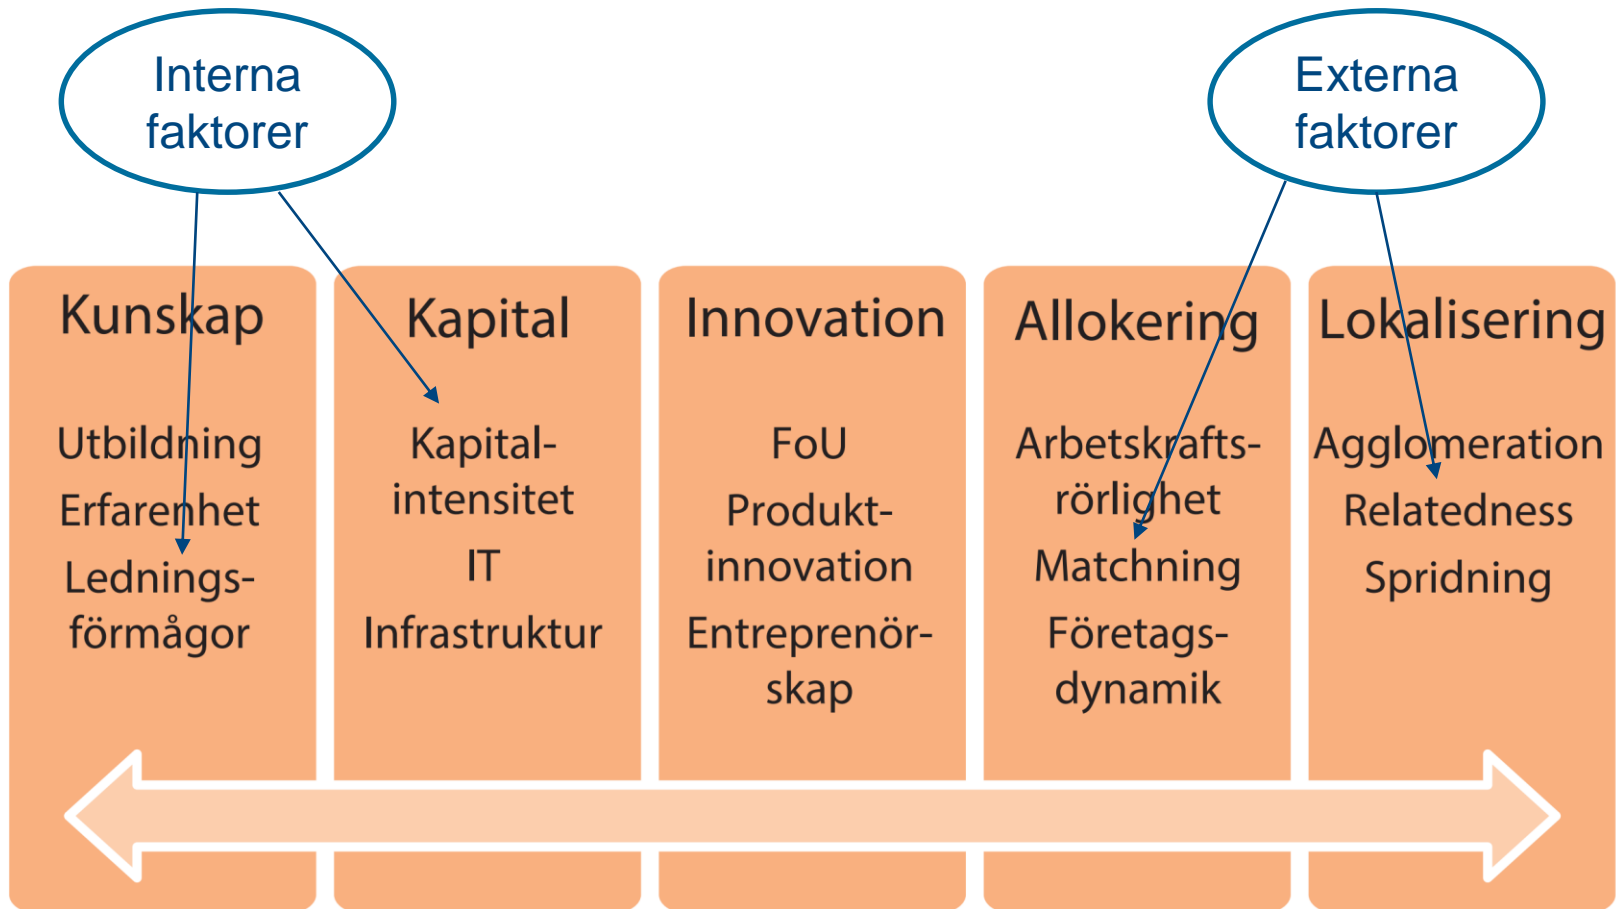 Interna
faktorer
Externa
faktorer
Kunskap
Utbildning
Erfarenhet
Lednings-
förmågor
Kapital
Kapital-
intensitet
IT
Infrastruktur
Innovation
FoU
Produkt-
innovation
Entreprenör-
skap
Allokering
Arbetskrafts-
rörlighet
Matchning
Företags-
dynamik
Lokalisering
Agglomeration
Relatedness
Spridning